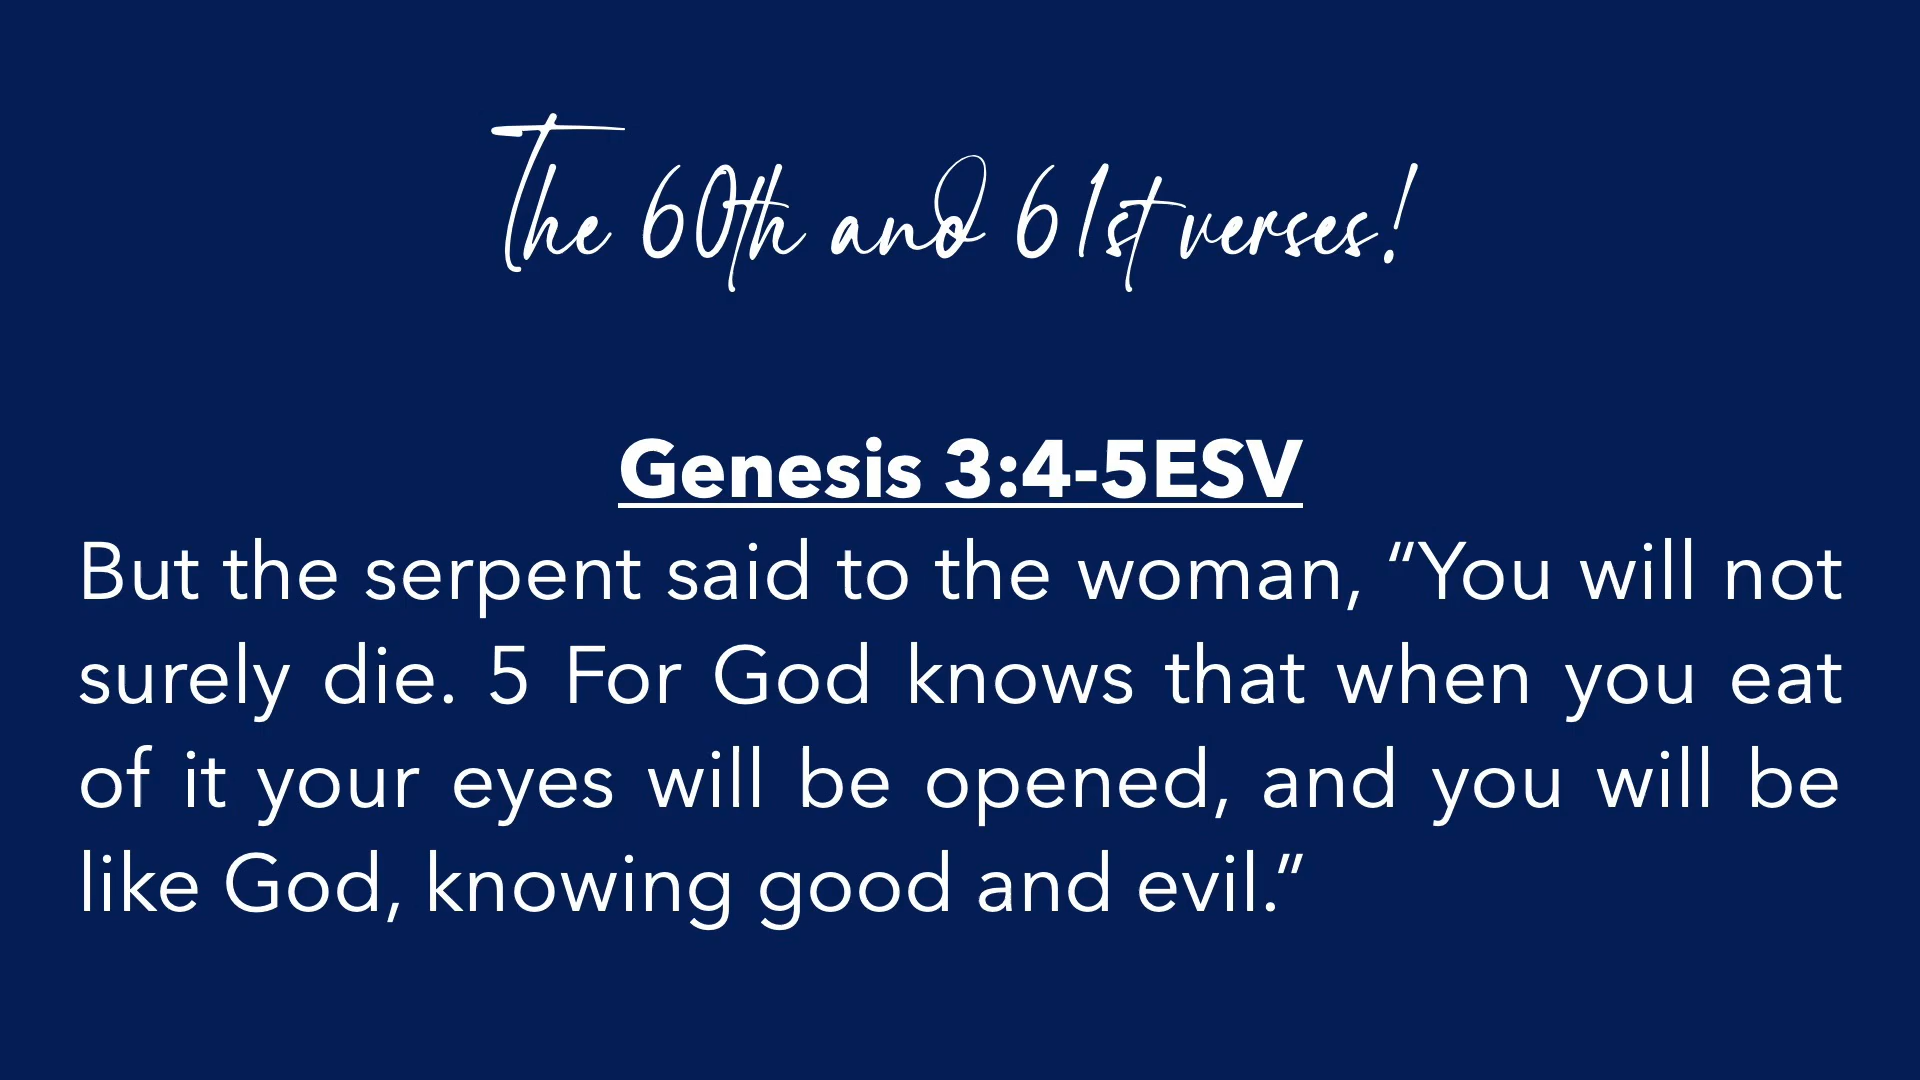 The 60th and 61st verses!
Genesis 3:4-5ESV
But the serpent said to the woman, “You will not
surely die. 5 For God knows that when you eat
of it your eyes will be opened, and you will be
like God, knowing good and evil.”